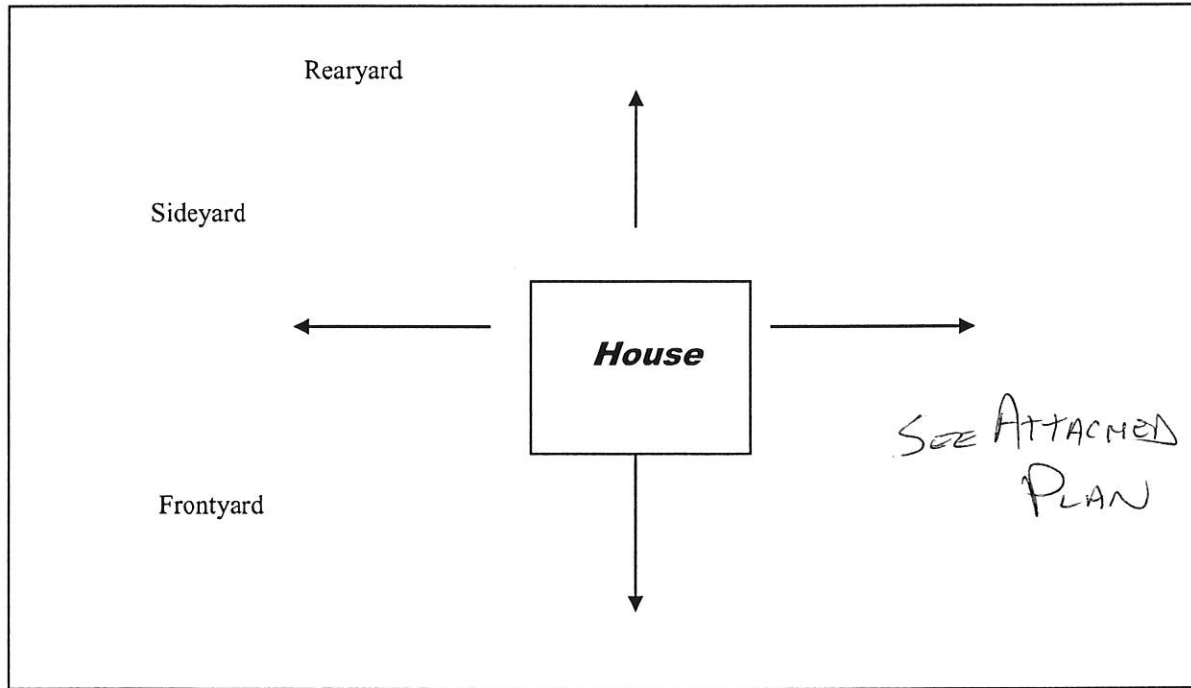 Rearyard
Sideyard
House
See Attached
Plan
Frontyard